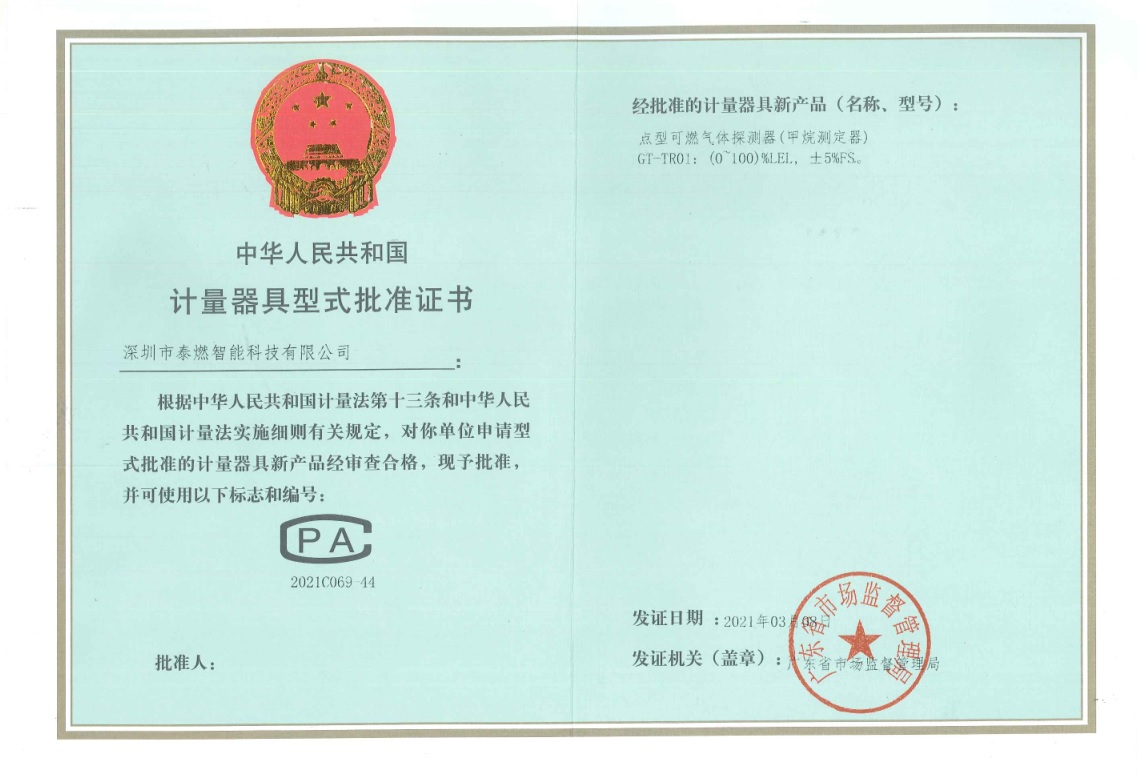 中华人民共和国
计量器具型式批准证书
深圳市泰燃智能科技有限公司：
根据中华人民共和国计量法第十三条和中华人民
共和国计量法实施细则有关规定，对你单位申请型
式批准的计量器具新产品经审查合格，现予批准，
并可使用以下标志和编号：
CPA
2021C069-44
批准人：
经批准的计量器具新产品（名称、型号）：
点型可燃气体探测器(甲烷测定器)
GT-TR01：(0~100)%LEL，±5%FS。
发证日期：2021年03月08日
发证机关（盖章）：广东省市场监督管理局
广东省市场监督管理局